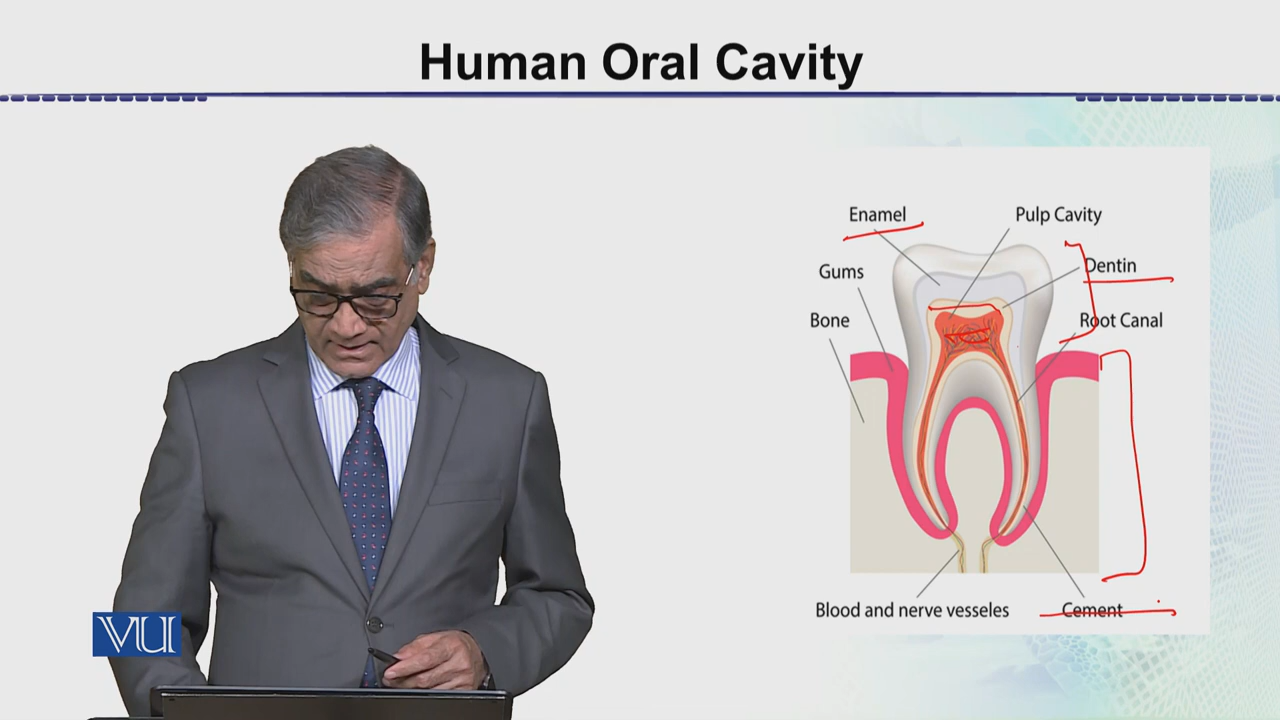 Human Oral Cavity
Enamel
Pulp Cavity
Gums
Dentin
Bone
Root Canal
Blood and nerve vesseles
Cement
VU